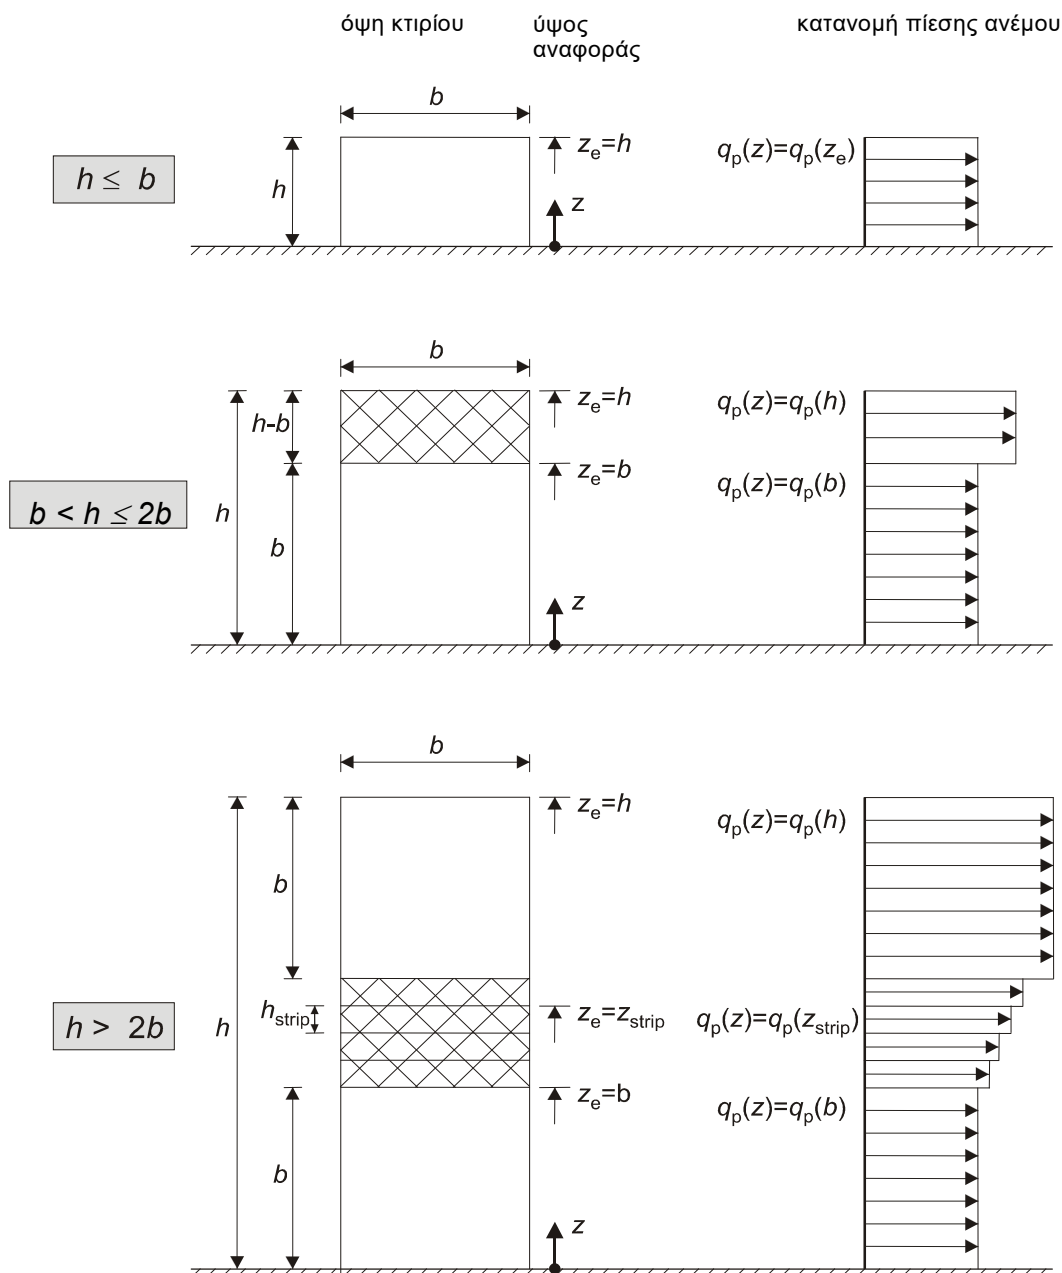 όψη κτιρίου
ύψος
αναφοράς
κατανομή πίεσης ανέμου
b
h ≤ b
h
z_e=h
z
q_p(z)=q_p(z_e)
b
b < h ≤ 2b
h
h-b
b
z_e=h
z_e=b
z
q_p(z)=q_p(h)
q_p(z)=q_p(b)
b
h > 2b
h
b
h_strip
b
z_e=h
z_e=z_strip
z_e=b
z
q_p(z)=q_p(h)
q_p(z)=q_p(z_strip)
q_p(z)=q_p(b)